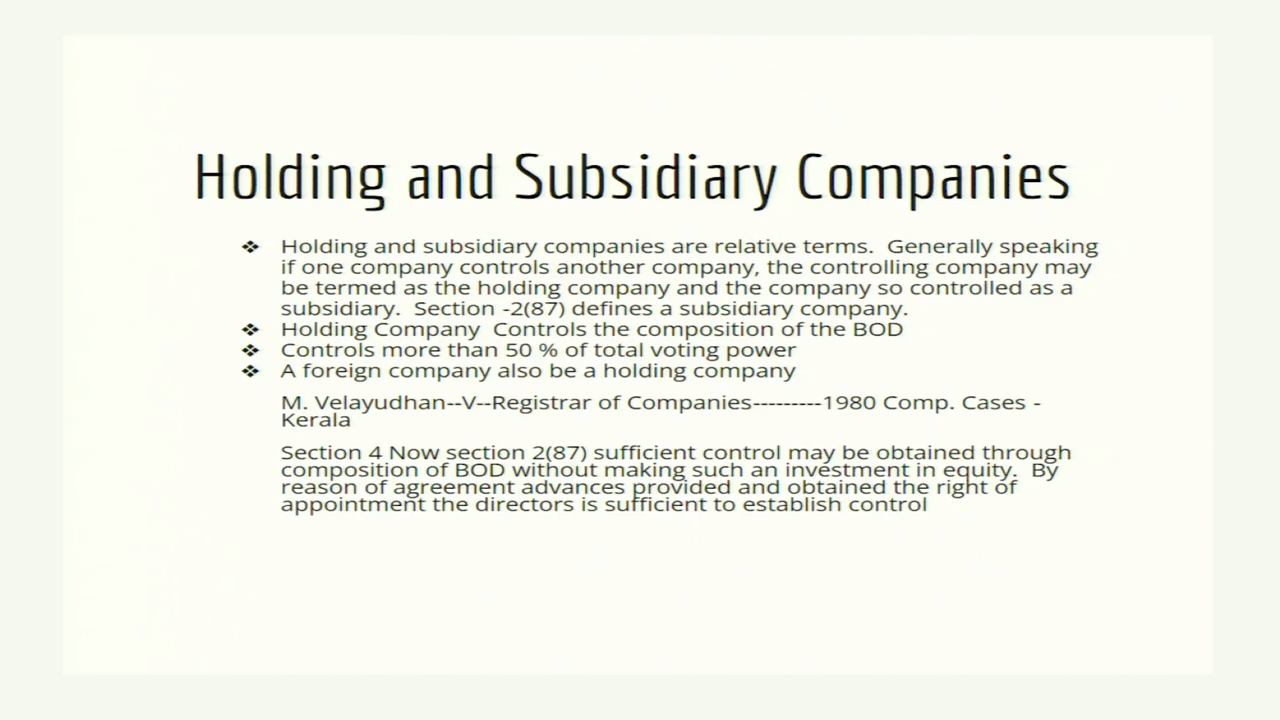 Holding and Subsidiary Companies
❖ Holding and subsidiary companies are relative terms.  Generally speaking
if one company controls another company, the controlling company may
be termed as the holding company and the company so controlled as a
subsidiary.  Section -2(87) defines a subsidiary company.
❖ Holding Company  Controls the composition of the BOD
❖ Controls more than 50 % of total voting power
❖ A foreign company also be a holding company
M. Velayudhan--V--Registrar of Companies---------1980 Comp. Cases -
Kerala
Section 4 Now section 2(87) sufficient control may be obtained through
composition of BOD without making such an investment in equity.  By
reason of agreement advances provided and obtained the right of
appointment the directors is sufficient to establish control